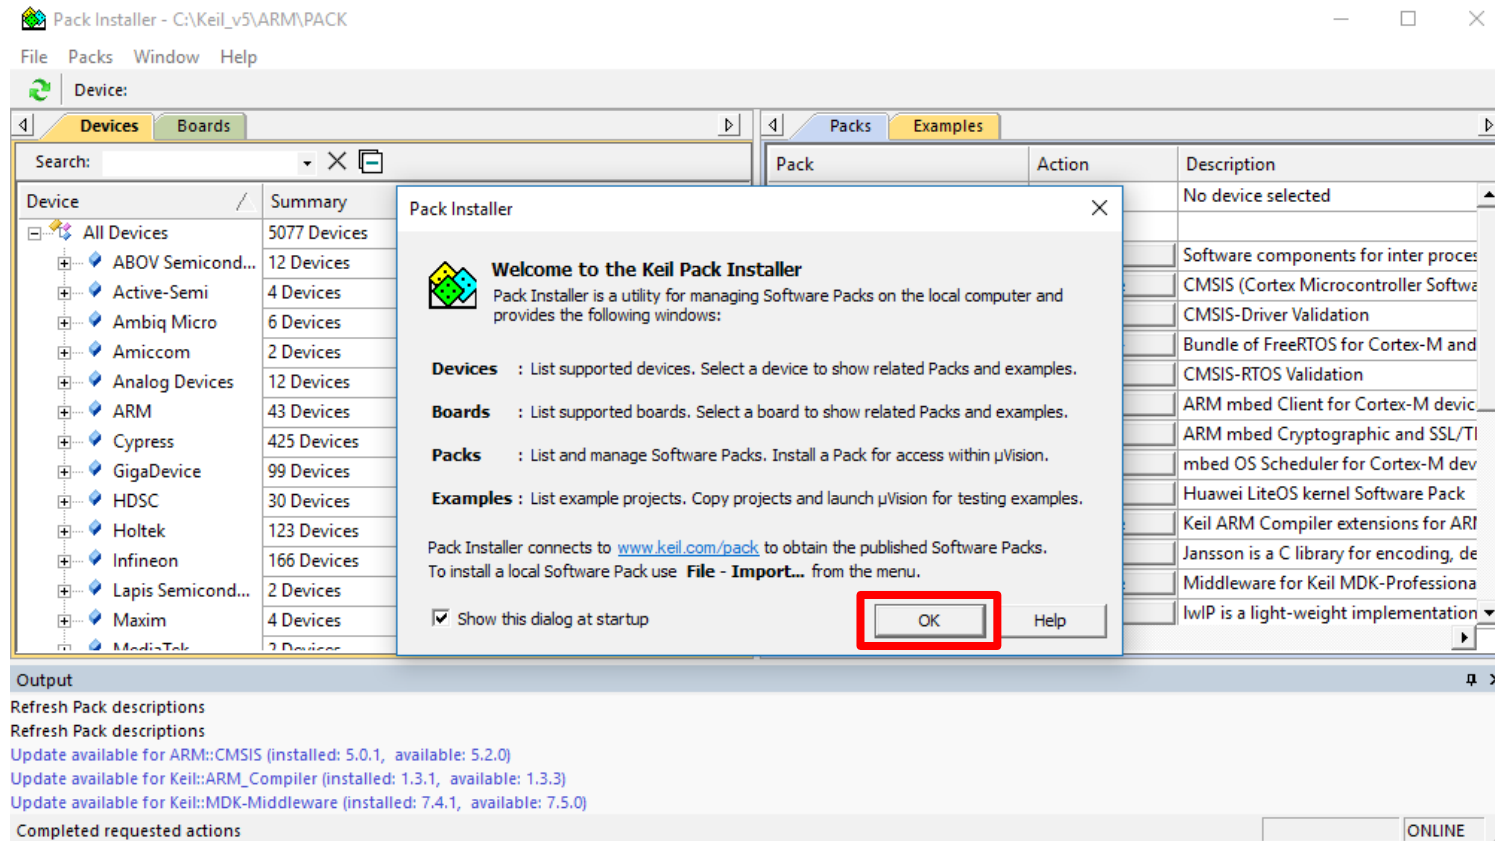 Pack Installer - C:\Keil_v5\ARM\PACK
File Packs Window Help
Device:
Devices Boards
Search:
Device Summary
All Devices 5077 Devices
ABOV Semicond... 12 Devices
Active-Semi 4 Devices
Ambiq Micro 6 Devices
Amiccom 2 Devices
Analog Devices 12 Devices
ARM 43 Devices
Cypress 425 Devices
GigaDevice 99 Devices
HDSC 30 Devices
Holtek 123 Devices
Infineon 166 Devices
Lapis Semicond... 2 Devices
Maxim 4 Devices
MediaTek 2 Devices
Packs Examples
Pack Action Description
No device selected
Software components for inter proces
CMSIS (Cortex Microcontroller Softwa
CMSIS-Driver Validation
Bundle of FreeRTOS for Cortex-M and
CMSIS-RTOS Validation
ARM mbed Client for Cortex-M devic
ARM mbed Cryptographic and SSL/Tl
mbed OS Scheduler for Cortex-M dev
Huawei LiteOS kernel Software Pack
Keil ARM Compiler extensions for ARM
Jansson is a C library for encoding, de
Middleware for Keil MDK-Professiona
lwIP is a light-weight implementation
Pack Installer
Welcome to the Keil Pack Installer
Pack Installer is a utility for managing Software Packs on the local computer and
provides the following windows:
Devices : List supported devices. Select a device to show related Packs and examples.
Boards : List supported boards. Select a board to show related Packs and examples.
Packs : List and manage Software Packs. Install a Pack for access within µVision.
Examples : List example projects. Copy projects and launch µVision for testing examples.
Pack Installer connects to www.keil.com/pack to obtain the published Software Packs.
To install a local Software Pack use File - Import... from the menu.
Show this dialog at startup
OK Help
Output
Refresh Pack descriptions
Refresh Pack descriptions
Update available for ARM::CMSIS (installed: 5.0.1, available: 5.2.0)
Update available for Keil::ARM_Compiler (installed: 1.3.1, available: 1.3.3)
Update available for Keil::MDK-Middleware (installed: 7.4.1, available: 7.5.0)
Completed requested actions
ONLINE